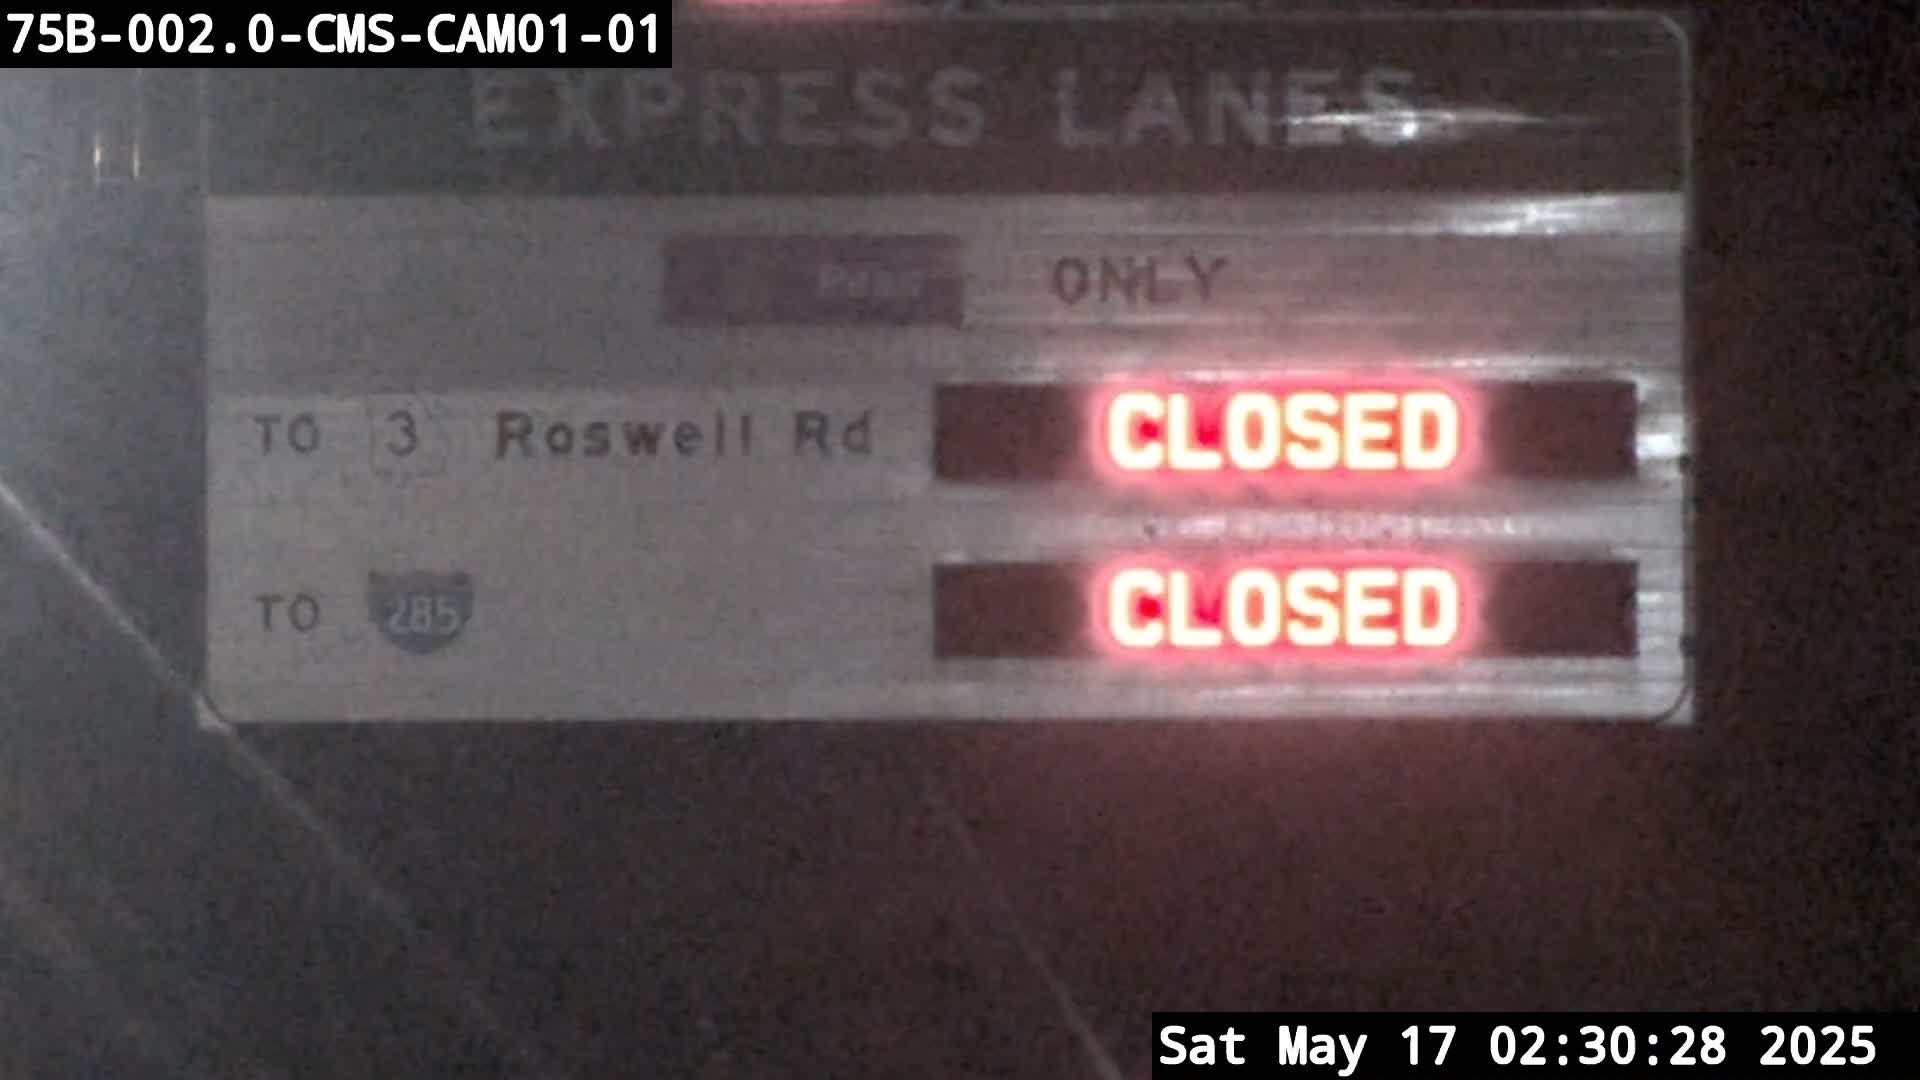 75B-002.0-CMS-CAM01-01
EXPRESS LANES
ONLY
TO 3 Roswell Rd CLOSED
TO 285 CLOSED
Sat May 17 02:30:28 2025